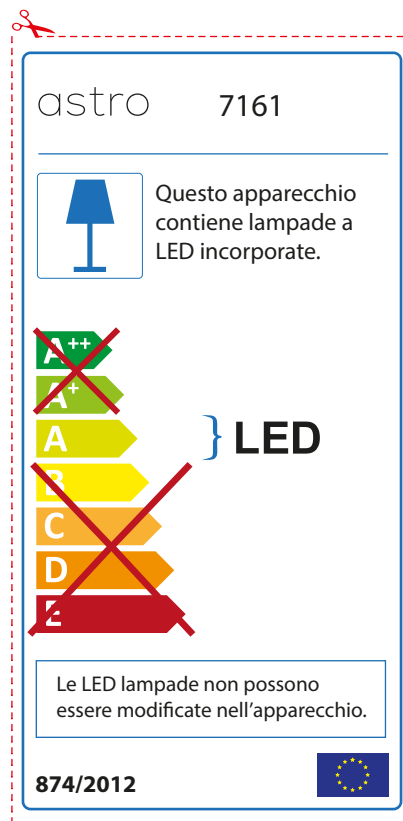 astro 7161
Questo apparecchio
contiene lampade a
LED incorporate.
A++
A+
A
B
C
D
E
} LED
Le LED lampade non possono
essere modificate nell'apparecchio.
874/2012